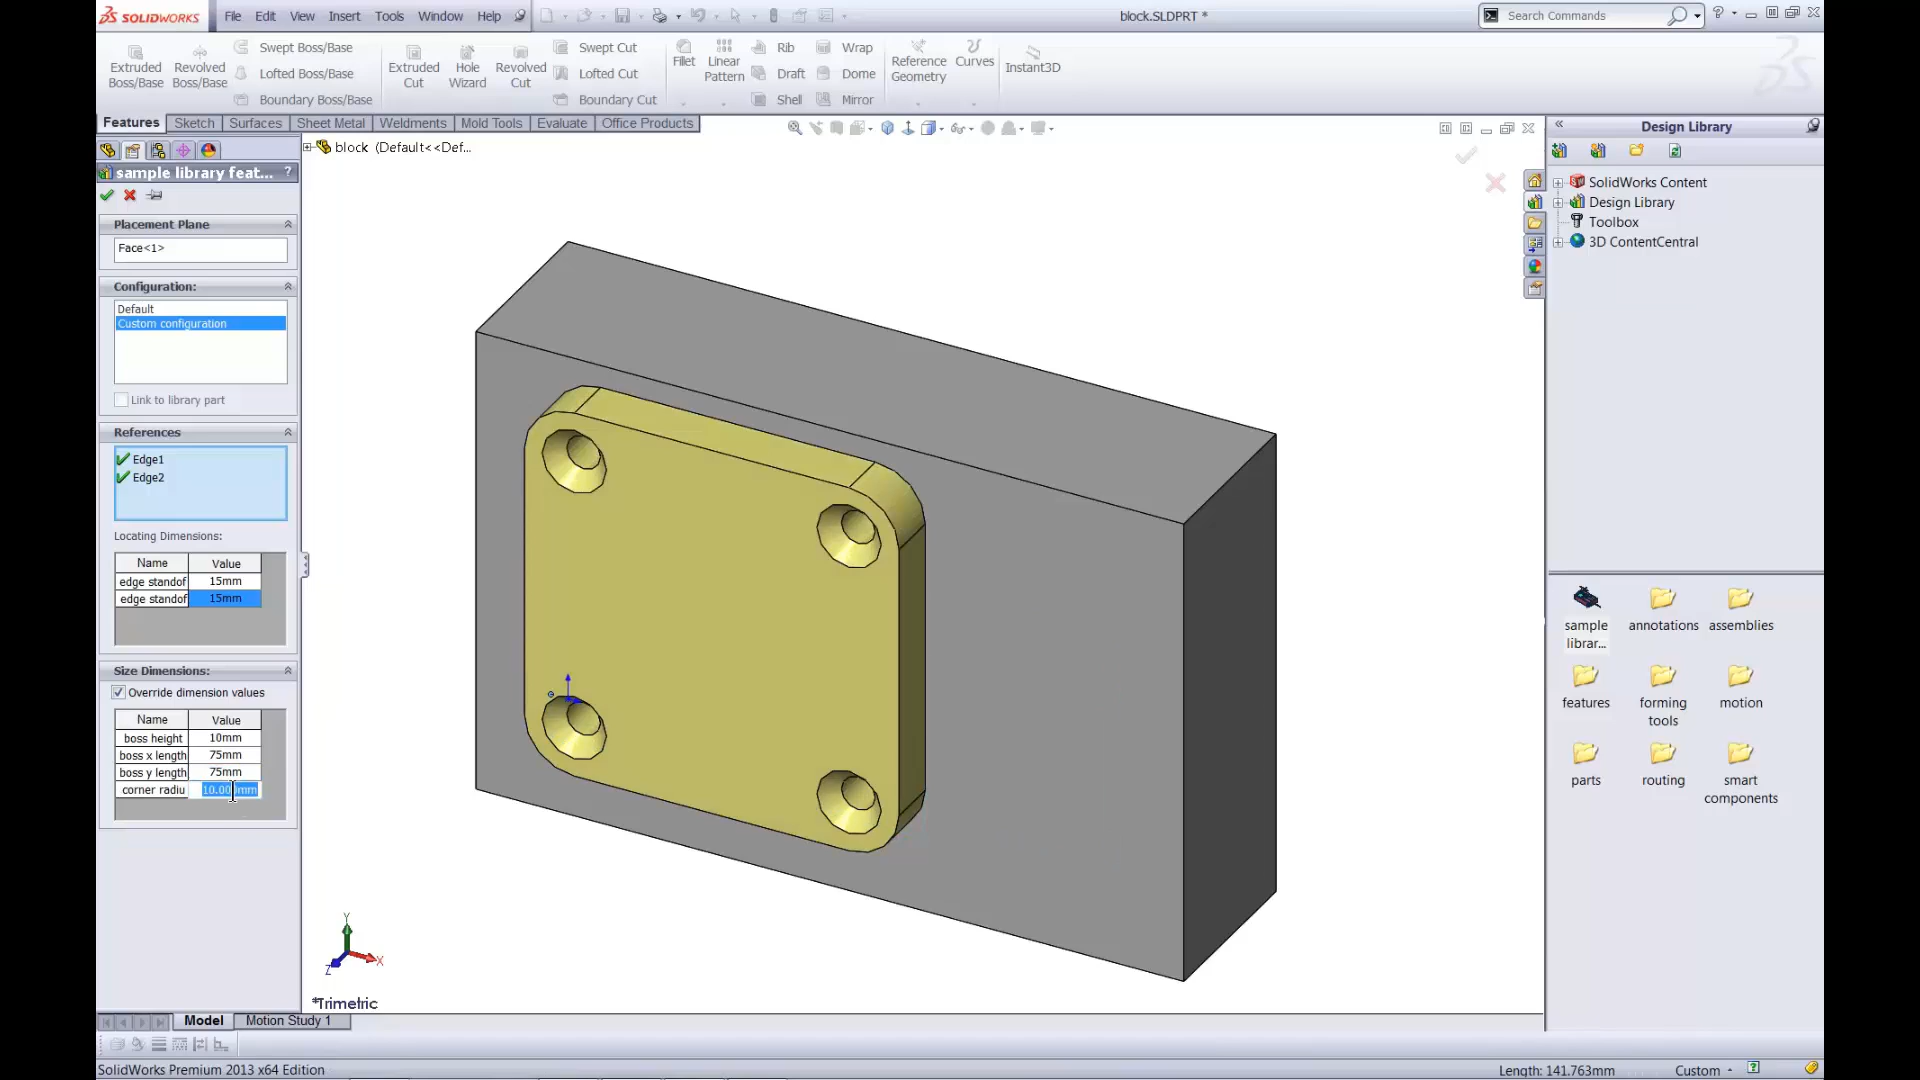 SOLIDWORKS File Edit View Insert Tools Window Help block.SLDPRT * Search Commands
Extruded Boss/Base
Revolved Boss/Base
Swept Boss/Base
Lofted Boss/Base
Boundary Boss/Base
Extruded Cut
Hole Wizard
Revolved Cut
Swept Cut
Lofted Cut
Boundary Cut
Fillet
Linear Pattern
Rib
Draft
Shell
Wrap
Dome
Mirror
Reference Geometry
Curves
Instant3D
Features Sketch Surfaces Sheet Metal Weldments Mold Tools Evaluate Office Products
block (Default<<Def...
sample library feat... ?
Placement Plane
Face<1>
Configuration:
Default
Custom configuration
Link to library part
References
Edge1
Edge2
Locating Dimensions:
Name Value
edge standof 15mm
edge standof 15mm
Size Dimensions:
Override dimension values
Name Value
boss height 10mm
boss x length 75mm
boss y length 75mm
corner radiu 10.000mm
Y
X
Z
*Trimetric
Design Library
SolidWorks Content
Design Library
Toolbox
3D ContentCentral
sample librar...
annotations
assemblies
features
forming tools
motion
parts
routing
smart components
Model Motion Study 1
SolidWorks Premium 2013 x64 Edition Length: 141.763mm Custom